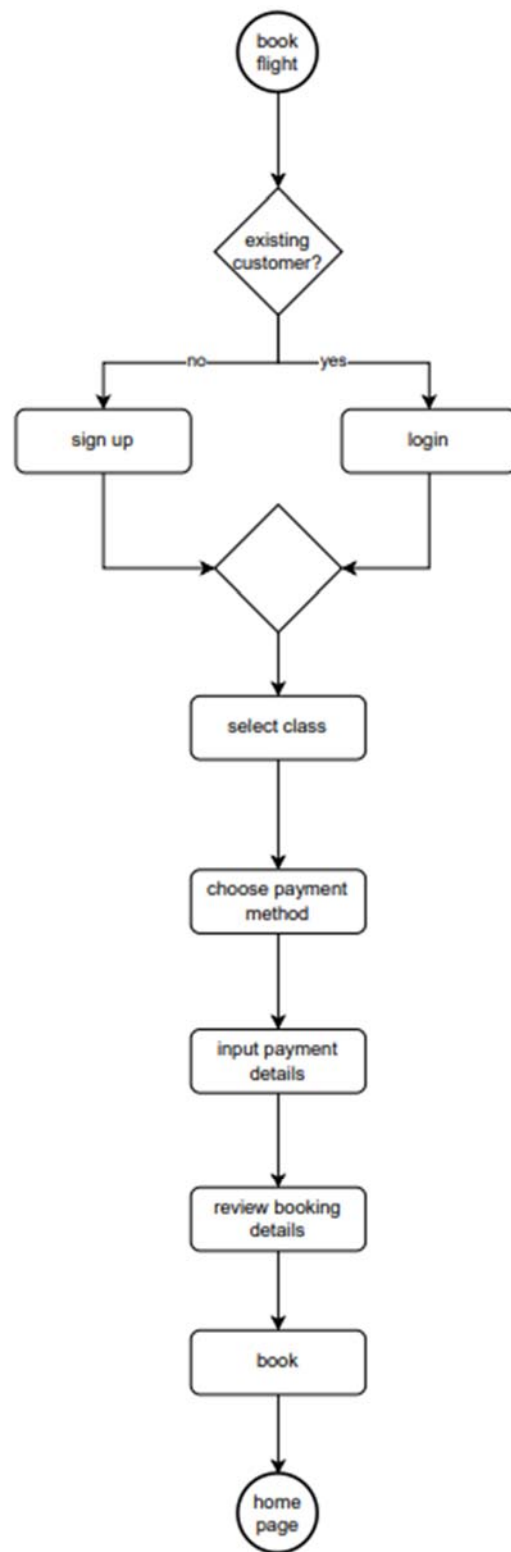 book
flight
existing
customer?
no
yes
sign up
login
select class
choose payment
method
input payment
details
review booking
details
book
home
page